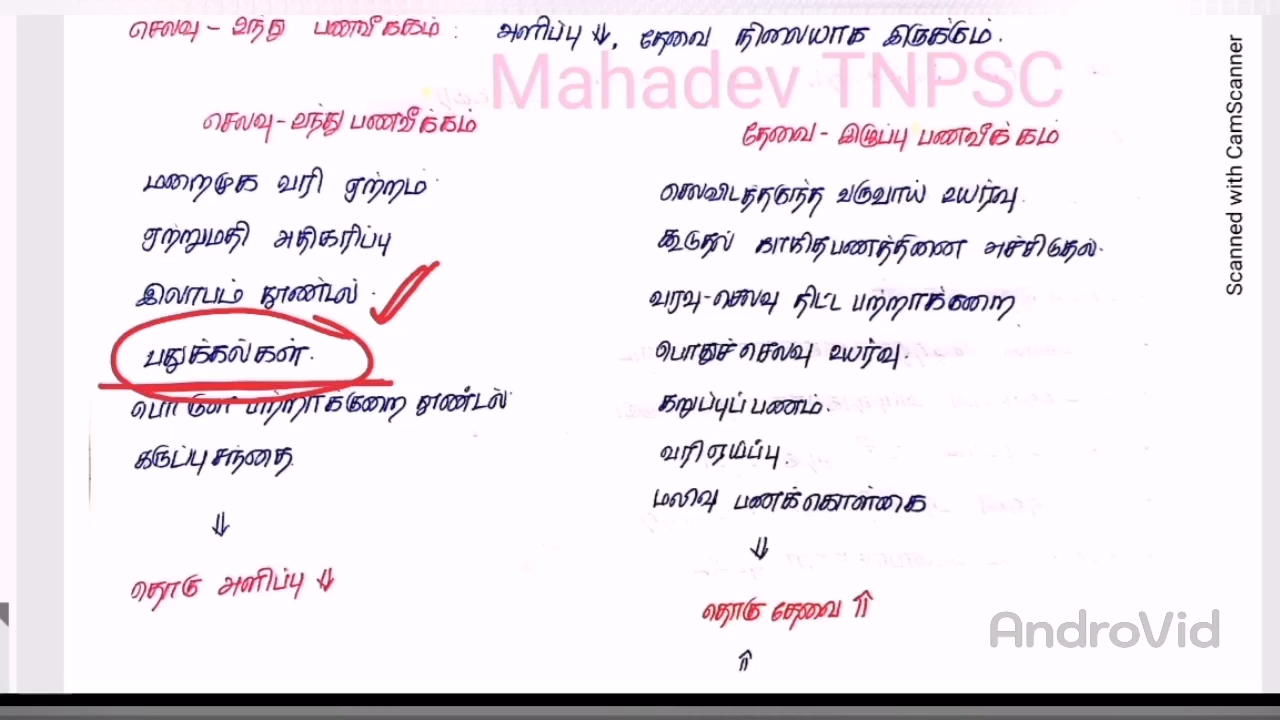 செலவு - உந்து பணவீக்கம் : அளிப்பு ⇓, தேவை நிலையாக இருக்கும்.
Mahadev TNPSC
செலவு - உந்து பணவீக்கம்
மறைமுக வரி ஏற்றம்
ஏற்றுமதி அதிகரிப்பு
இலாபம் தூண்டல்
பதுக்கல்கள்.
பொருள் பற்றாக்குறை தூண்டல்
கருப்பு சந்தை
⇓
தொகு அளிப்பு ⇓
தேவை - இழுப்பு பணவீக்கம்
செலவிடத்தகுந்த வருவாய் உயர்வு.
கூடுதல் காகிதபணத்தினை அச்சிடுதல்.
வரவு - செலவு திட்ட பற்றாக்குறை
பொதுச் செலவு உயர்வு.
கறுப்புப் பணம்.
வரி ஏய்ப்பு.
மலிவு பணக்கொள்கை
⇓
தொகு தேவை ⇑
⇑
Scanned with CamScanner
AndroVid